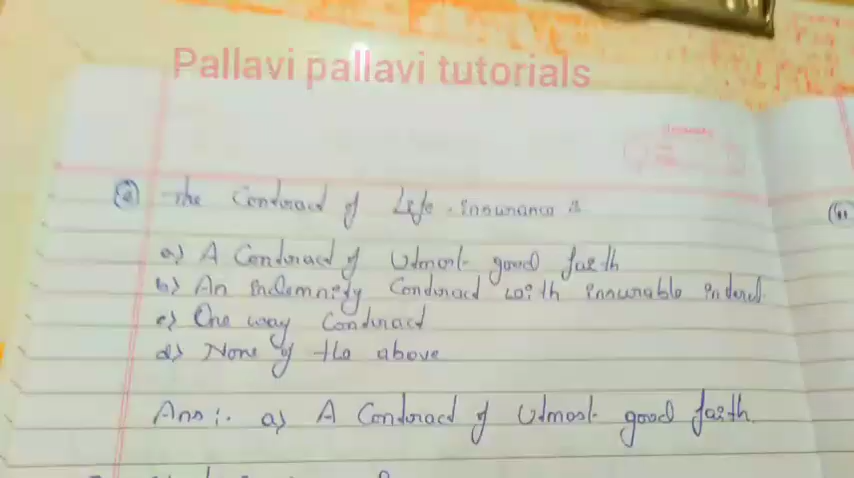 Pallavi pallavi tutorials
The Contract of Life insurance is
a) A Contract of Utmost good faith
b) An indemnity Contract with insurable interest
c) One way Contract
d) None of the above
Ans :- a) A Contract of Utmost good faith